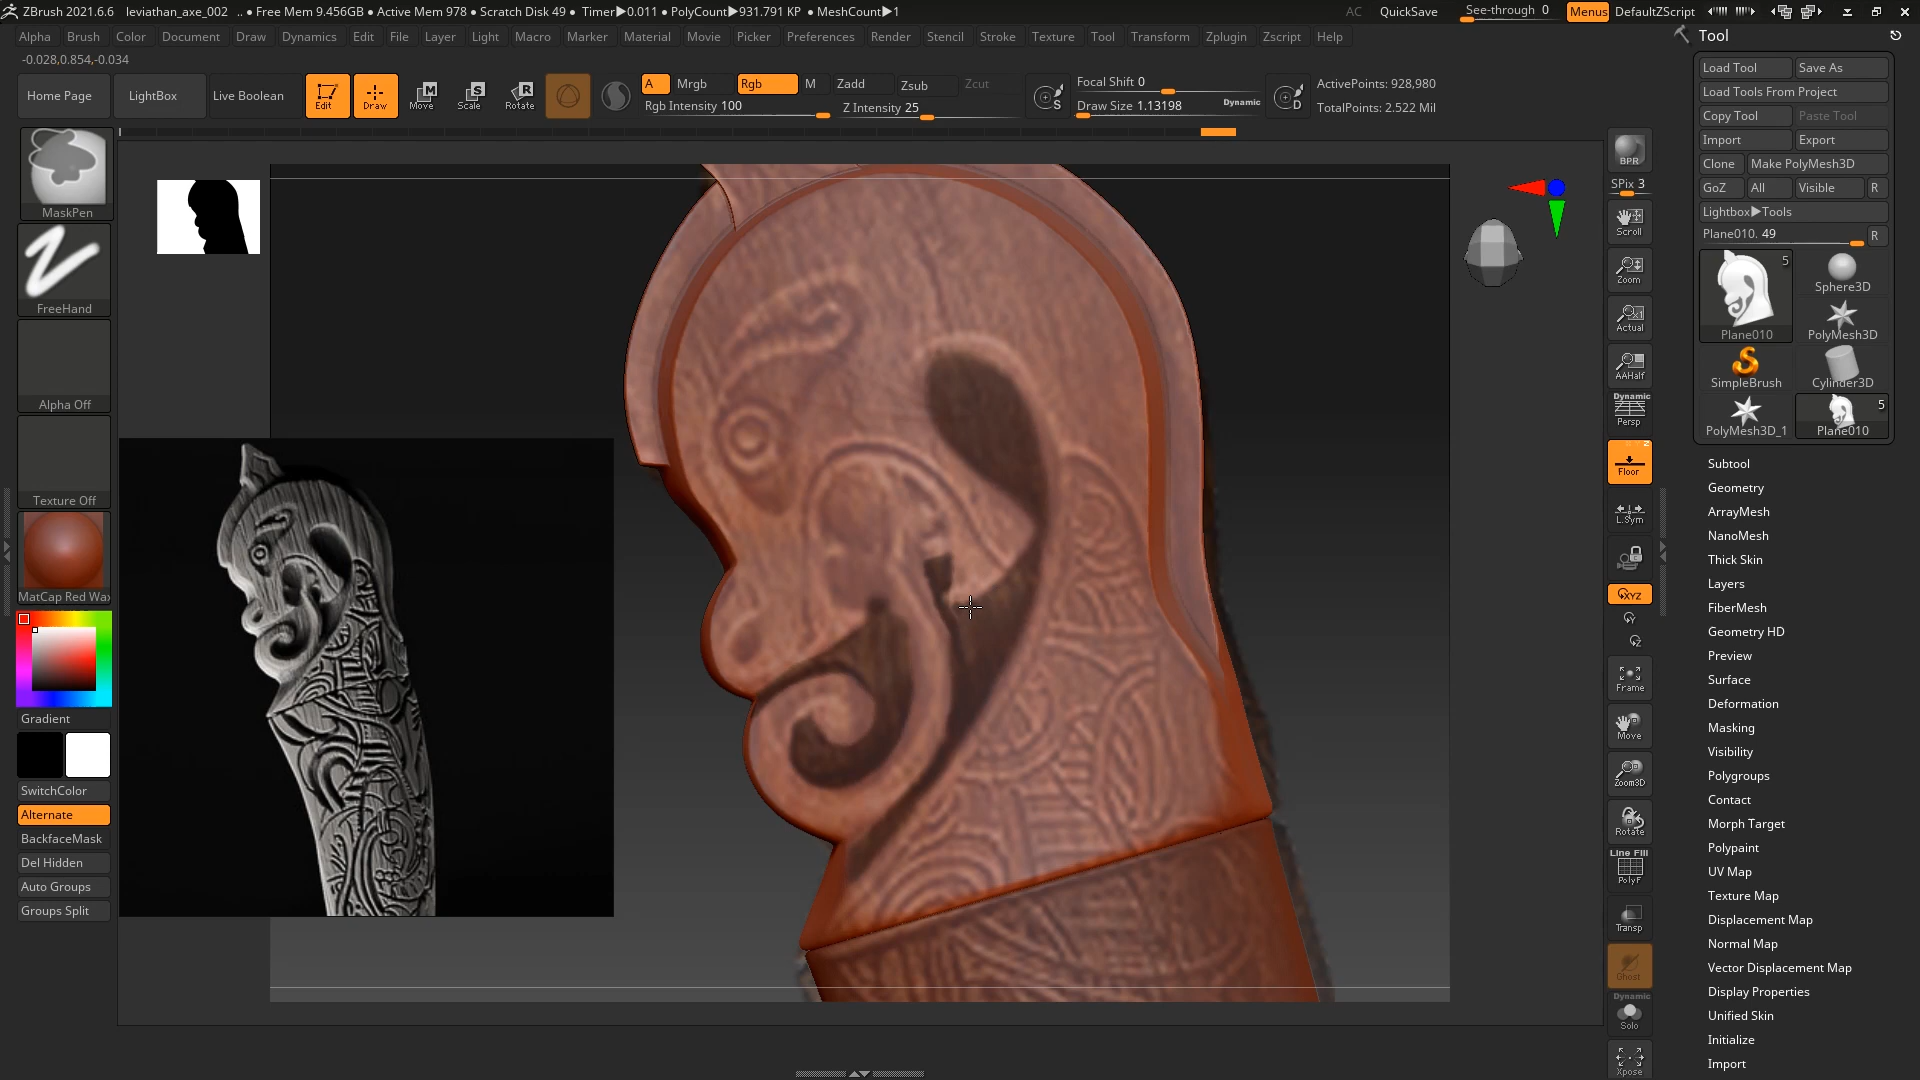 ZBrush 2021.6.6 leviathan_axe_002 .. • Free Mem 9.456GB • Active Mem 978 • Scratch Disk 49 • Timer▶0.011 • PolyCount▶931.791 KP • MeshCount▶1 AC QuickSave See-through 0 Menus DefaultZScript
Alpha Brush Color Document Draw Dynamics Edit File Layer Light Macro Marker Material Movie Picker Preferences Render Stencil Stroke Texture Tool Transform Zplugin Zscript Help
-0.028,0.854,-0.034
Home Page LightBox Live Boolean Edit Draw Move Scale Rotate
M S R
A Mrgb Rgb M Zadd Zsub Zcut
Rgb Intensity 100 Z Intensity 25
S
Focal Shift 0
Draw Size 1.13198 Dynamic
D
ActivePoints: 928,980
TotalPoints: 2.522 Mil
MaskPen
FreeHand
Alpha Off
Texture Off
MatCap Red Wax
Gradient
SwitchColor
Alternate
BackfaceMask
Del Hidden
Auto Groups
Groups Split
BPR
SPix 3
Scroll
Zoom
Actual
AAHalf
Dynamic
Persp
Floor
L.Sym
XYZ
Y
Z
Frame
Move
Zoom3D
Rotate
Line Fill
PolyF
Transp
Ghost
Dynamic
Solo
Xpose
Tool
Load Tool Save As
Load Tools From Project
Copy Tool Paste Tool
Import Export
Clone Make PolyMesh3D
GoZ All Visible R
Lightbox▶Tools
Plane010. 49 R
5
Plane010 Sphere3D
PolyMesh3D
SimpleBrush Cylinder3D
5
PolyMesh3D_1 Plane010
Subtool
Geometry
ArrayMesh
NanoMesh
Thick Skin
Layers
FiberMesh
Geometry HD
Preview
Surface
Deformation
Masking
Visibility
Polygroups
Contact
Morph Target
Polypaint
UV Map
Texture Map
Displacement Map
Normal Map
Vector Displacement Map
Display Properties
Unified Skin
Initialize
Import